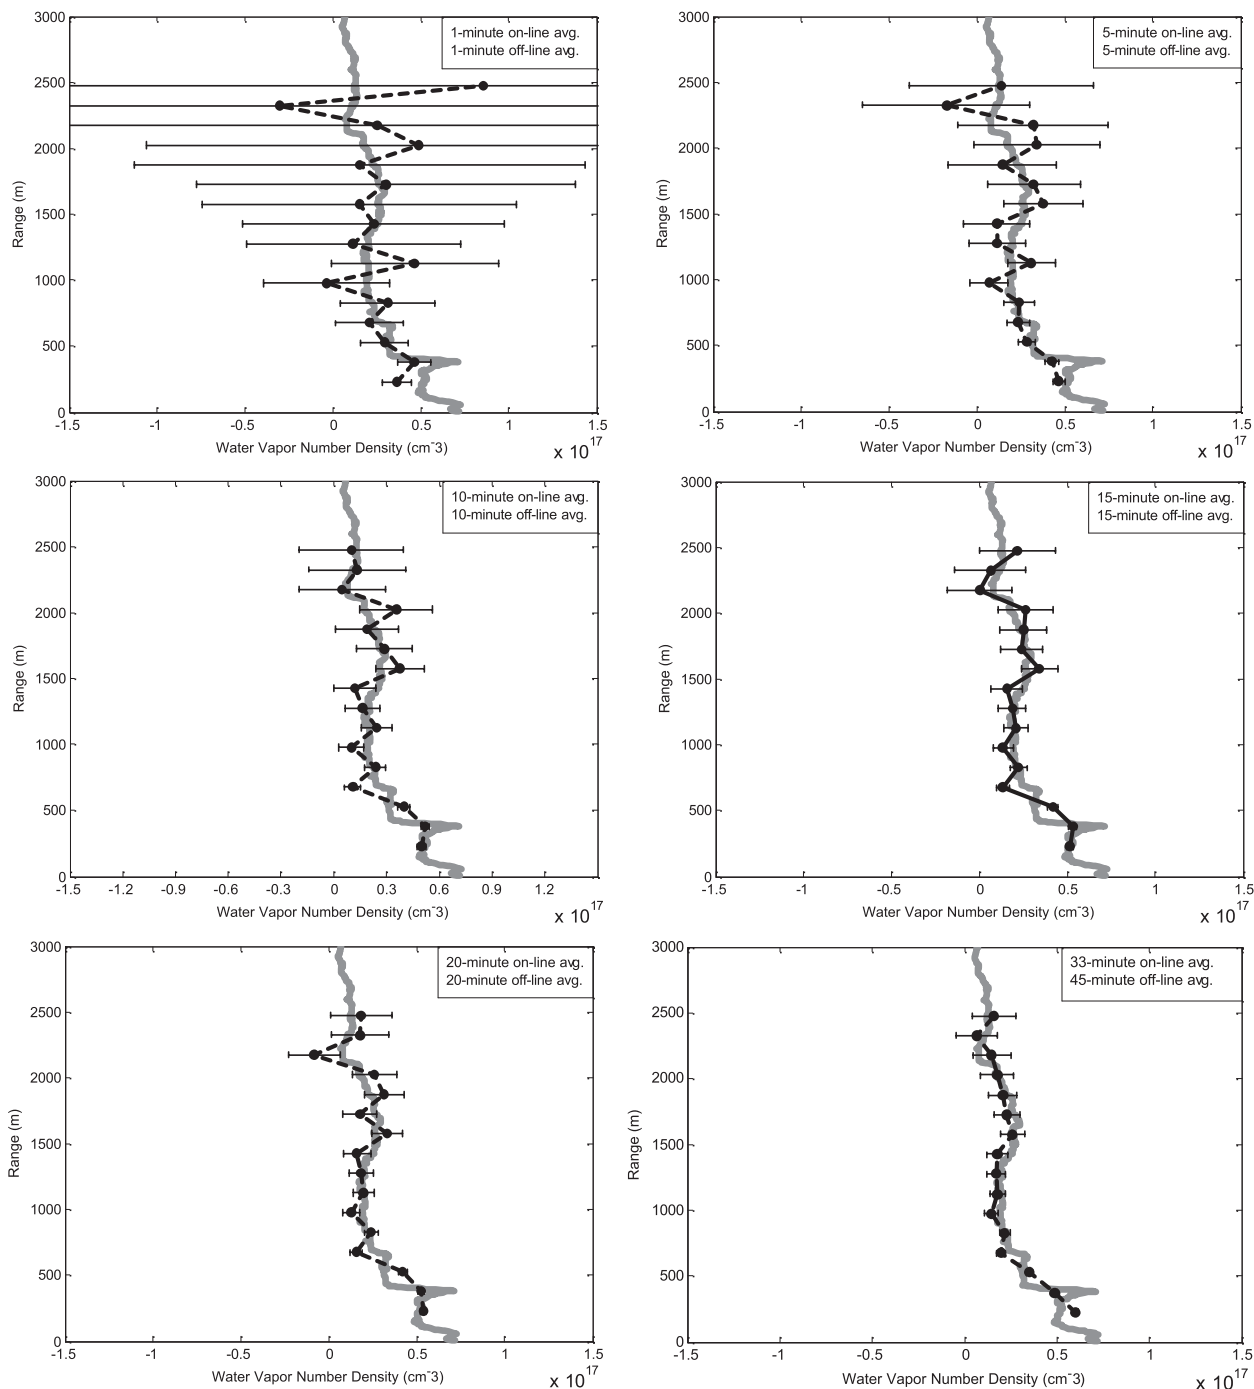 3000
2500
2000
1500
1000
500
0
Range (m)
1-minute on-line avg.
1-minute off-line avg.
-1.5 -1 -0.5 0 0.5 1 1.5
Water Vapor Number Density (cm-3)
x 10^17
3000
2500
2000
1500
1000
500
0
Range (m)
5-minute on-line avg.
5-minute off-line avg.
-1.5 -1 -0.5 0 0.5 1 1.5
Water Vapor Number Density (cm-3)
x 10^17
3000
2500
2000
1500
1000
500
0
Range (m)
10-minute on-line avg.
10-minute off-line avg.
-1.5 -1.2 -0.9 -0.6 -0.3 0 0.3 0.6 0.9 1.2
Water Vapor Number Density (cm-3)
x 10^17
3000
2500
2000
1500
1000
500
0
Range (m)
15-minute on-line avg.
15-minute off-line avg.
-1.5 -1 -0.5 0 0.5 1 1.5
Water Vapor Number Density (cm-3)
x 10^17
3000
2500
2000
1500
1000
500
0
Range (m)
20-minute on-line avg.
20-minute off-line avg.
-1.5 -1 -0.5 0 0.5 1 1.5
Water Vapor Number Density (cm-3)
x 10^17
3000
2500
2000
1500
1000
500
0
Range (m)
33-minute on-line avg.
45-minute off-line avg.
-1.5 -1 -0.5 0 0.5 1 1.5
Water Vapor Number Density (cm-3)
x 10^17